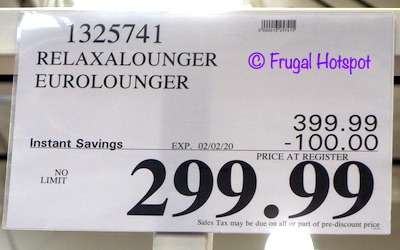 1325741
RELAXALOUNGER
EUROLOUNGER
© Frugal Hotspot
399.99
Instant Savings EXP. 02/02/20 -100.00
PRICE AT REGISTER
NO
LIMIT
299.99
Sales Tax may be due on all or part of pre-discount price